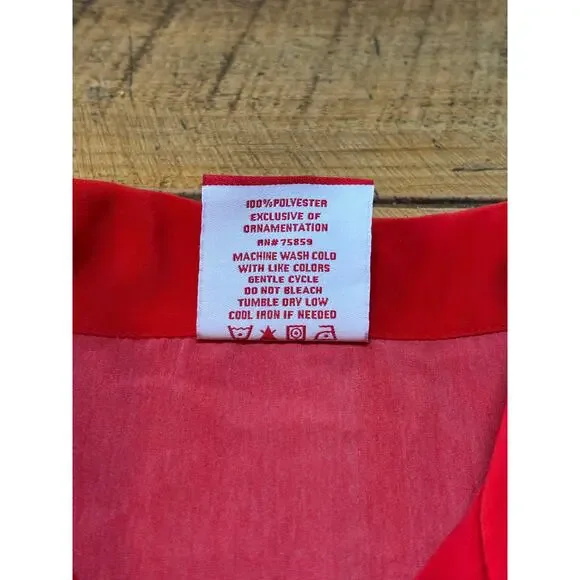 100% POLYESTER
EXCLUSIVE OF
ORNAMENTATION
RN# 75859
MACHINE WASH COLD
WITH LIKE COLORS
GENTLE CYCLE
DO NOT BLEACH
TUMBLE DRY LOW
COOL IRON IF NEEDED